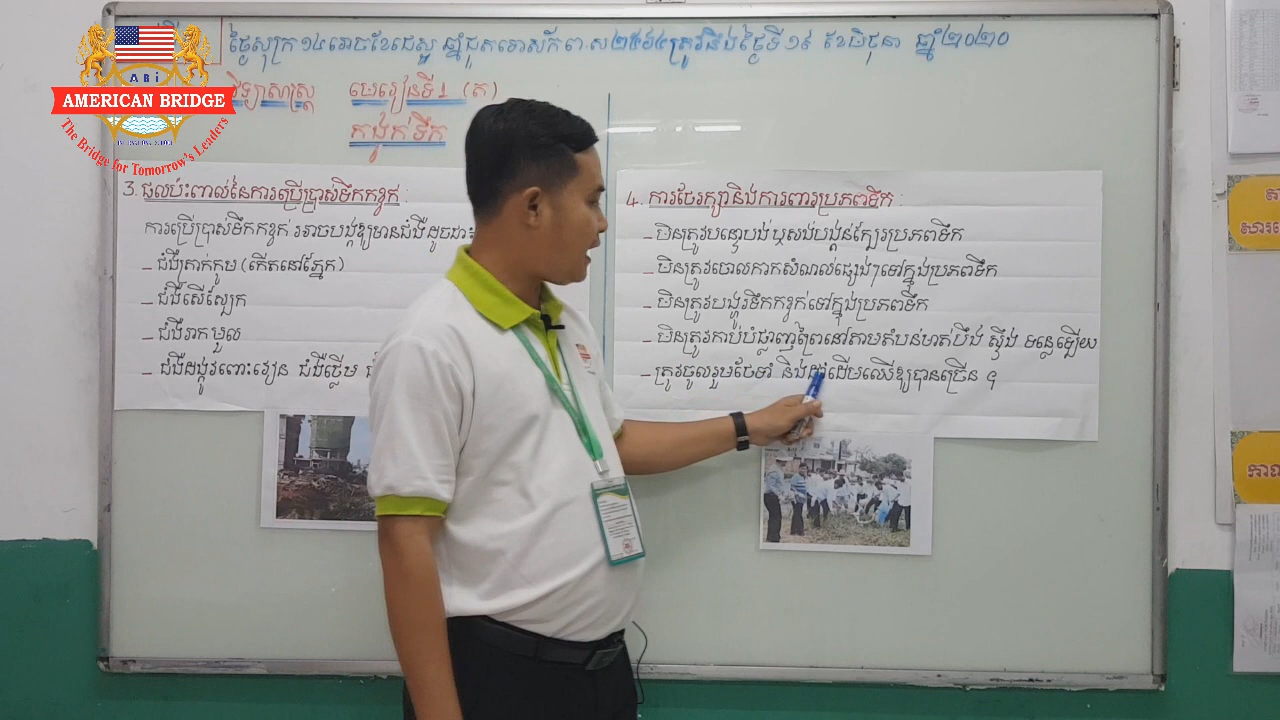 ថ្ងៃសុក្រ ១៤រោច ខែជេស្ឋ ឆ្នាំជូត ទោស័ក ព.ស ២៥៦៤ ត្រូវនឹងថ្ងៃទី ១៩ ខែមិថុនា ឆ្នាំ ២០២០
ABi
AMERICAN BRIDGE
The Bridge for Tomorrow's Leaders
វិទ្យាសាស្ត្រ មេរៀនទី1 (ត)
កង្វក់ទឹក
3. ផលប៉ះពាល់នៃការប្រើប្រាស់ទឹកកខ្វក់ :
ការប្រើប្រាស់ទឹកកខ្វក់ អាចបង្កឱ្យមានជំងឺ ដូចជា៖
_ ជំងឺត្រាក់កូម (កើតនៅភ្នែក)
_ ជំងឺសើស្បែក
_ ជំងឺរាកមួល
_ ជំងឺដង្កូវពោះវៀន ជំងឺថ្លើម
4. ការថែរក្សានិងការពារប្រភពទឹក :
_ មិនត្រូវបន្ទោបង់ ឬសង់បង្គន់ក្បែរប្រភពទឹក
_ មិនត្រូវចោលកាកសំណល់ផ្សេងៗទៅក្នុងប្រភពទឹក
_ មិនត្រូវបង្ហូរទឹកកខ្វក់ទៅក្នុងប្រភពទឹក
_ មិនត្រូវកាប់បំផ្លាញព្រៃនៅតាមតំបន់មាត់បឹង ស្ទឹង ទន្លេឡើយ
_ ត្រូវចូលរួមថែទាំ និងដាំដើមឈើឱ្យបានច្រើន ។